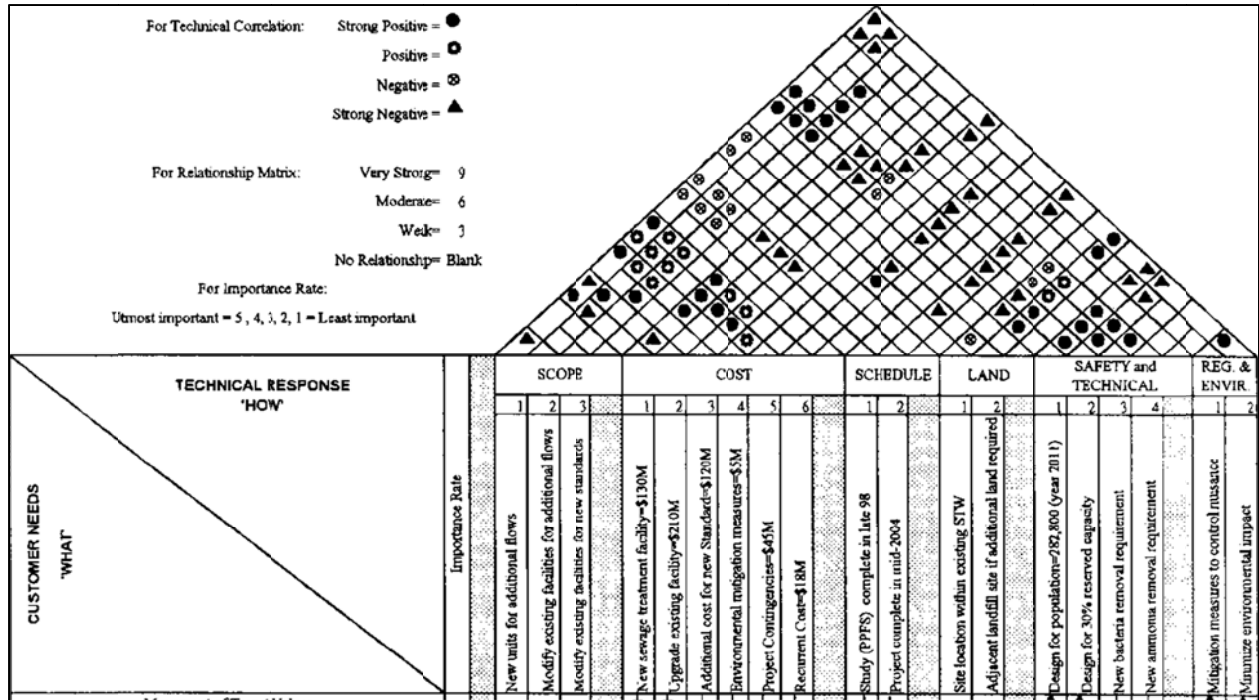 For Technical Correlation: Strong Positive =
Positive =
Negative =
Strong Negative =
For Relationship Matrix: Very Strong= 9
Moderate= 6
Weak= 3
No Relationship= Blank
For Importance Rate:
Utmost important = 5 , 4, 3, 2, 1 = Least important
TECHNICAL RESPONSE
'HOW'
CUSTOMER NEEDS
'WHAT'
Importance Rate
SCOPE
COST
SCHEDULE
LAND
SAFETY and
TECHNICAL
REG. &
ENVIR.
1 2 3 1 2 3 4 5 6 1 2 1 2 1 2 3 4 1 2
New units for additional flows
Modify existing facilities for additional flows
Modify existing facilities for new standards
New sewage treatment facility=$130M
Upgrade existing facility=$210M
Additional cost for new Standard=$120M
Environmental mitigation measures=$5M
Project Contingencies=$45M
Recurrent Cost=$18M
Study (PPFS) complete in late 98
Project complete in mid-2004
Site location within existing STW
Adjacent landfill site if additional land required
Design for population=282,800 (year 2011)
Design for 30% reserved capacity
New bacteria removal requirement
New ammonia removal requirement
Mitigation measures to control nuisance
Minimize environmental impact